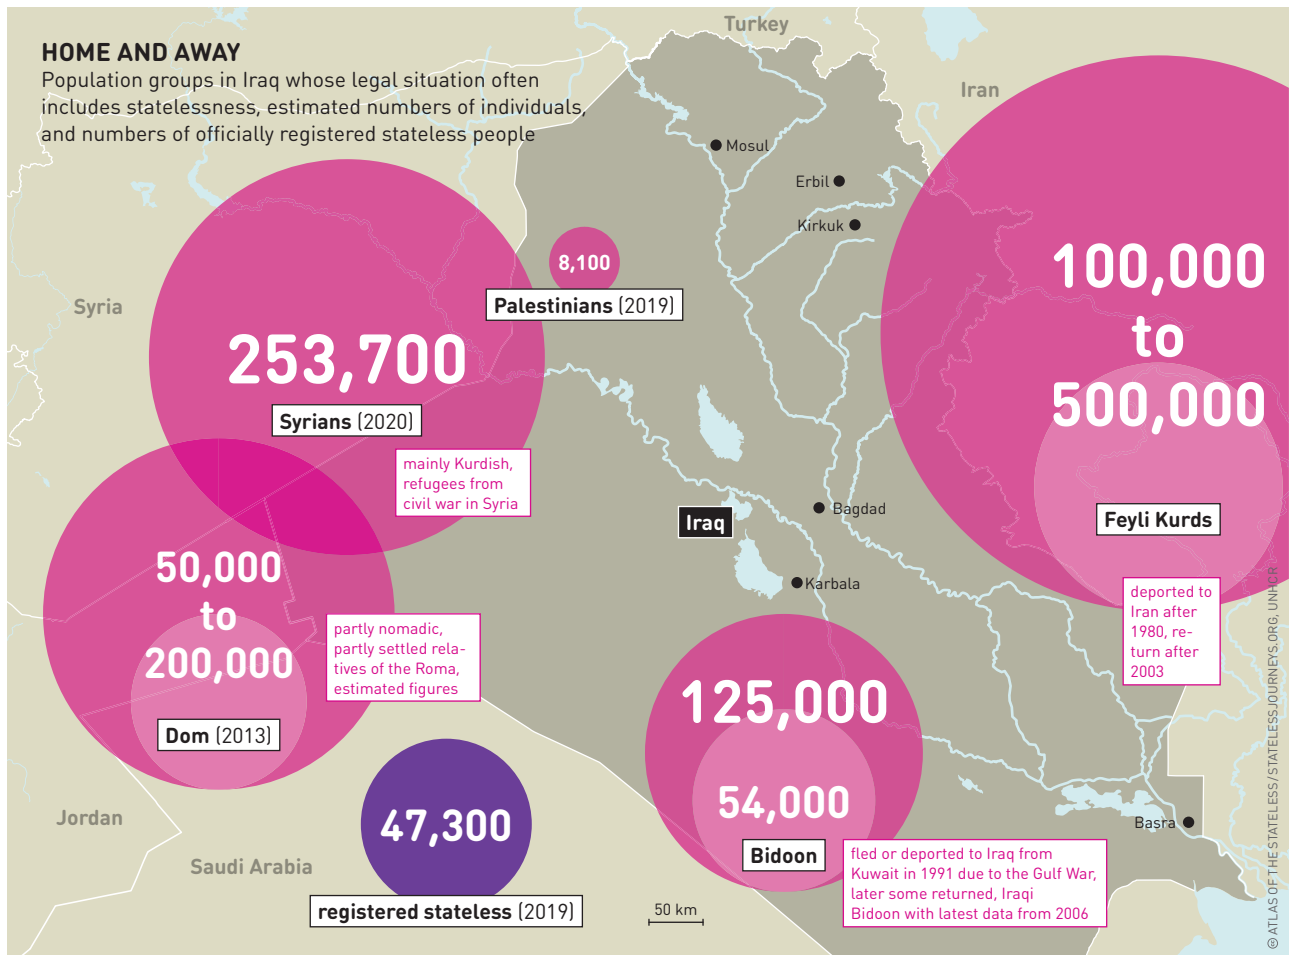 HOME AND AWAY
Population groups in Iraq whose legal situation often
includes statelessness, estimated numbers of individuals,
and numbers of officially registered stateless people
Turkey
Iran
Mosul
Erbil
Kirkuk
Syria
8,100
Palestinians (2019)
253,700
Syrians (2020)
mainly Kurdish,
refugees from
civil war in Syria
100,000
to
500,000
Feyli Kurds
deported to
Iran after
1980, re-
turn after
2003
Iraq
Bagdad
Karbala
50,000
to
200,000
Dom (2013)
partly nomadic,
partly settled rela-
tives of the Roma,
estimated figures
125,000
54,000
Bidoon
fled or deported to Iraq from
Kuwait in 1991 due to the Gulf War,
later some returned, Iraqi
Bidoon with latest data from 2006
Basra
Jordan
Saudi Arabia
47,300
registered stateless (2019)
50 km
© ATLAS OF THE STATELESS / STATELESSJOURNEYS.ORG, UNHCR